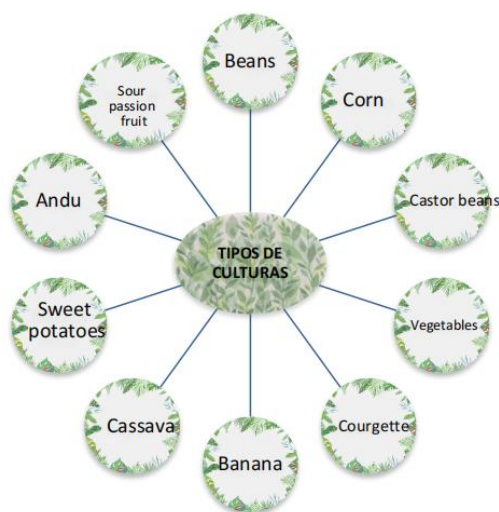 Beans
Corn
Castor beans
Vegetables
Courgette
Banana
Cassava
Sweet
potatoes
Andu
Sour
passion
fruit
TIPOS DE
CULTURAS